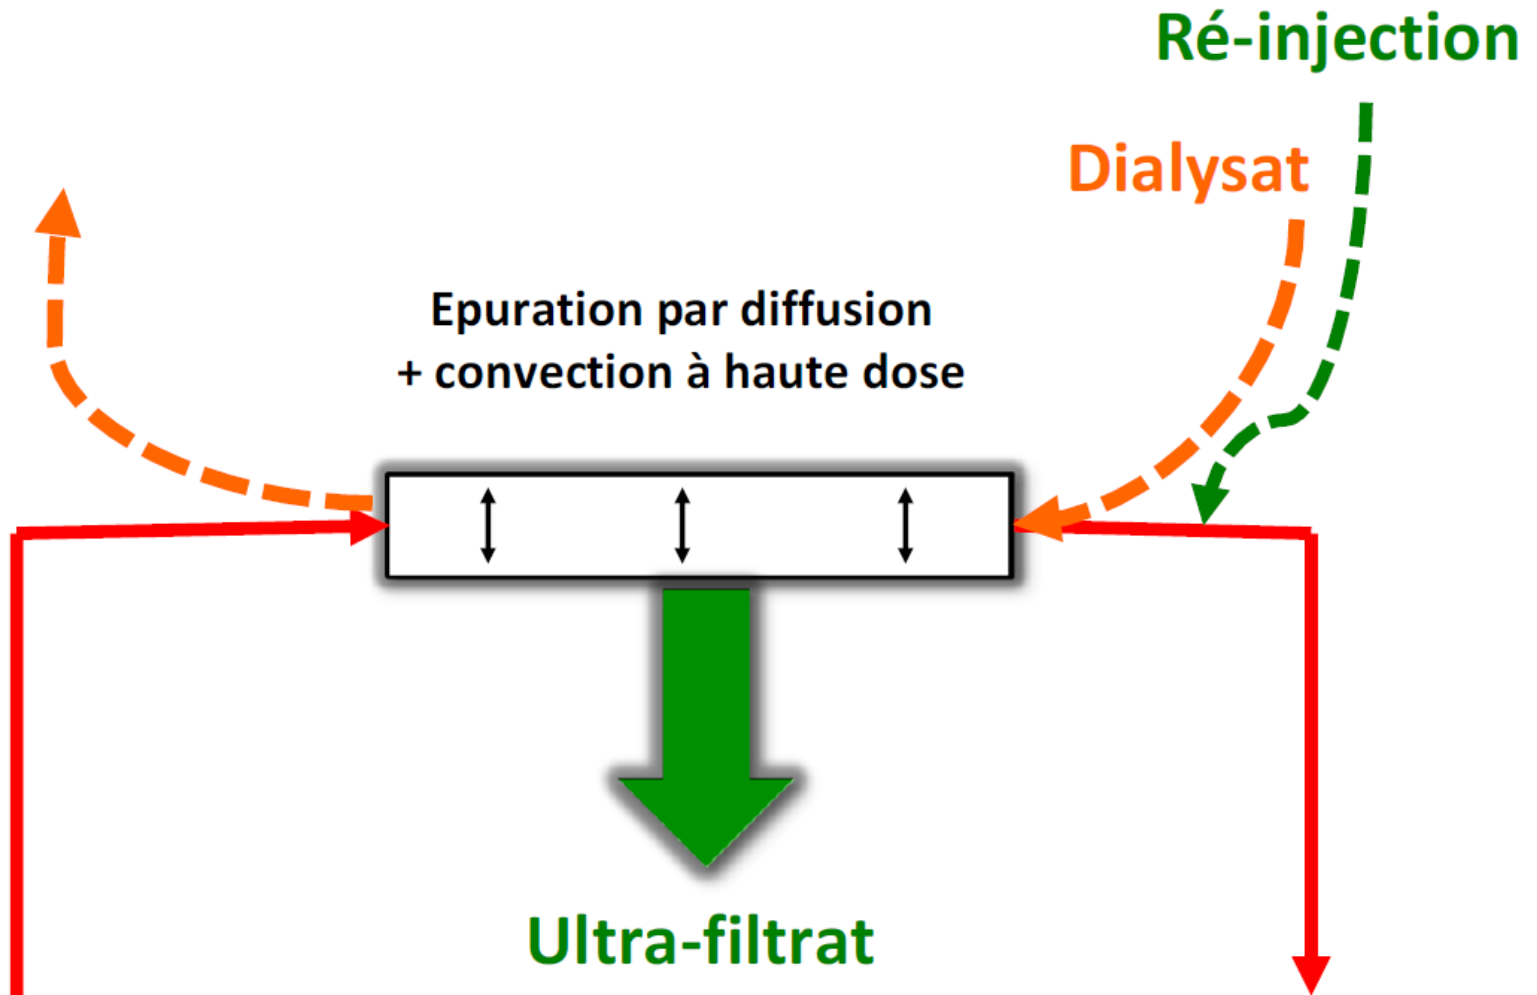 Ré-injection
Dialysat
Epuration par diffusion
+ convection à haute dose
Ultra-filtrat